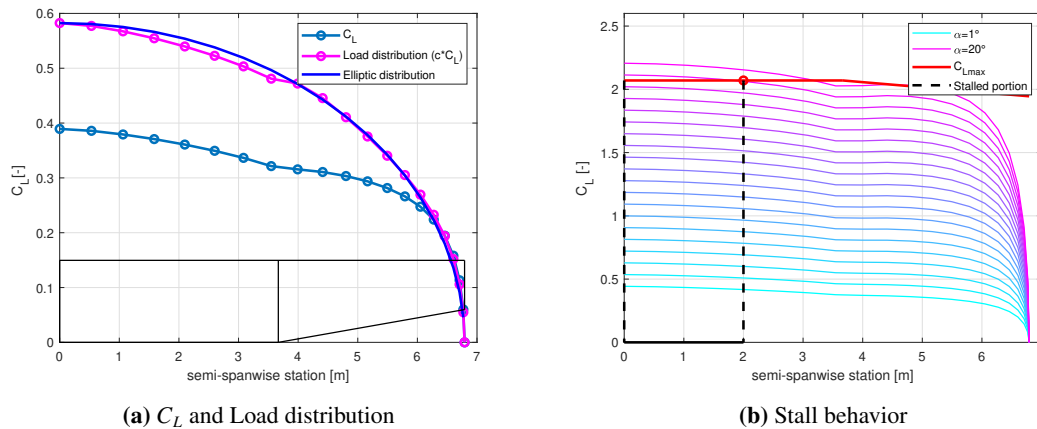 C_L
Load distribution (c*C_L)
Elliptic distribution
0.6
0.5
0.4
0.3
0.2
0.1
0
C_L [-]
0 1 2 3 4 5 6 7
semi-spanwise station [m]
(a) C_L and Load distribution
α=1°
α=20°
C_Lmax
Stalled portion
2.5
2
1.5
1
0.5
0
C_L [-]
0 1 2 3 4 5 6
semi-spanwise station [m]
(b) Stall behavior